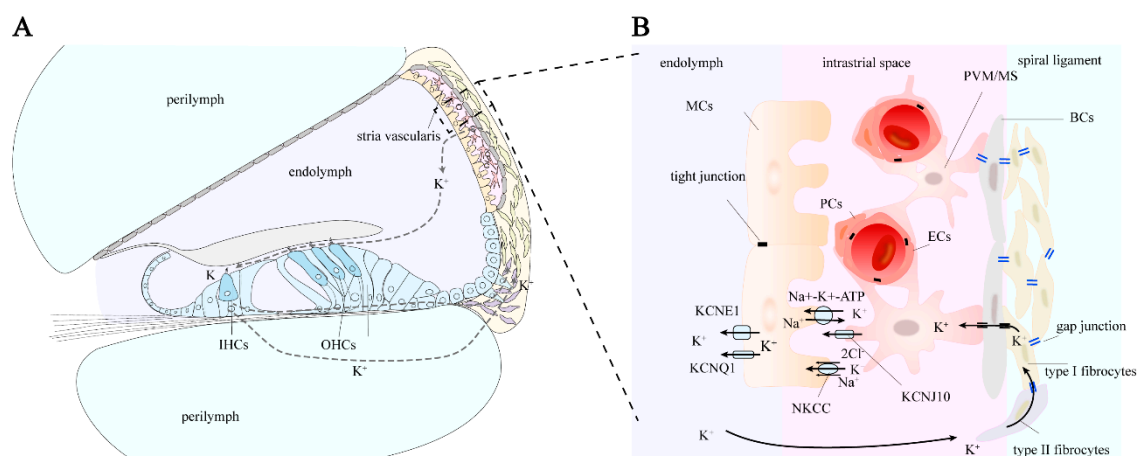 A
perilymph
stria vascularis
endolymph
K⁺
K
K⁺
IHCs
OHCs
K⁺
perilymph
B
endolymph
intrastrial space
spiral ligament
PVM/MS
MCs
BCs
tight junction
PCs
ECs
Na+-K+-ATP
KCNE1
K⁺
Na⁺
K⁺
gap junction
K⁺
K⁺
K⁺
2Cl⁻
KCNQ1
K⁺
type I fibrocytes
Na⁺
KCNJ10
NKCC
K⁺
K⁺
type II fibrocytes